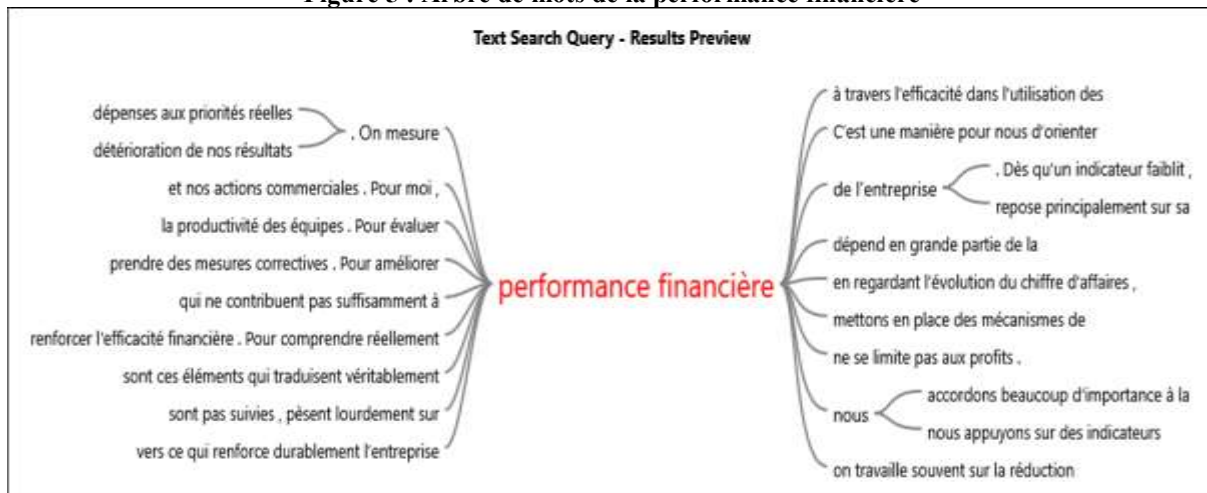 Figure 5 : Arbre de mots de la performance financière
Text Search Query - Results Preview
dépenses aux priorités réelles
détérioration de nos résultats
. On mesure
et nos actions commerciales . Pour moi ,
la productivité des équipes . Pour évaluer
prendre des mesures correctives . Pour améliorer
qui ne contribuent pas suffisamment à
renforcer l'efficacité financière . Pour comprendre réellement
sont ces éléments qui traduisent véritablement
sont pas suivies , pèsent lourdement sur
vers ce qui renforce durablement l'entreprise
performance financière
à travers l'efficacité dans l'utilisation des
C'est une manière pour nous d'orienter
de l'entreprise
. Dès qu'un indicateur faiblit ,
repose principalement sur sa
dépend en grande partie de la
en regardant l'évolution du chiffre d'affaires ,
mettons en place des mécanismes de
ne se limite pas aux profits .
nous
accordons beaucoup d'importance à la
nous appuyons sur des indicateurs
on travaille souvent sur la réduction